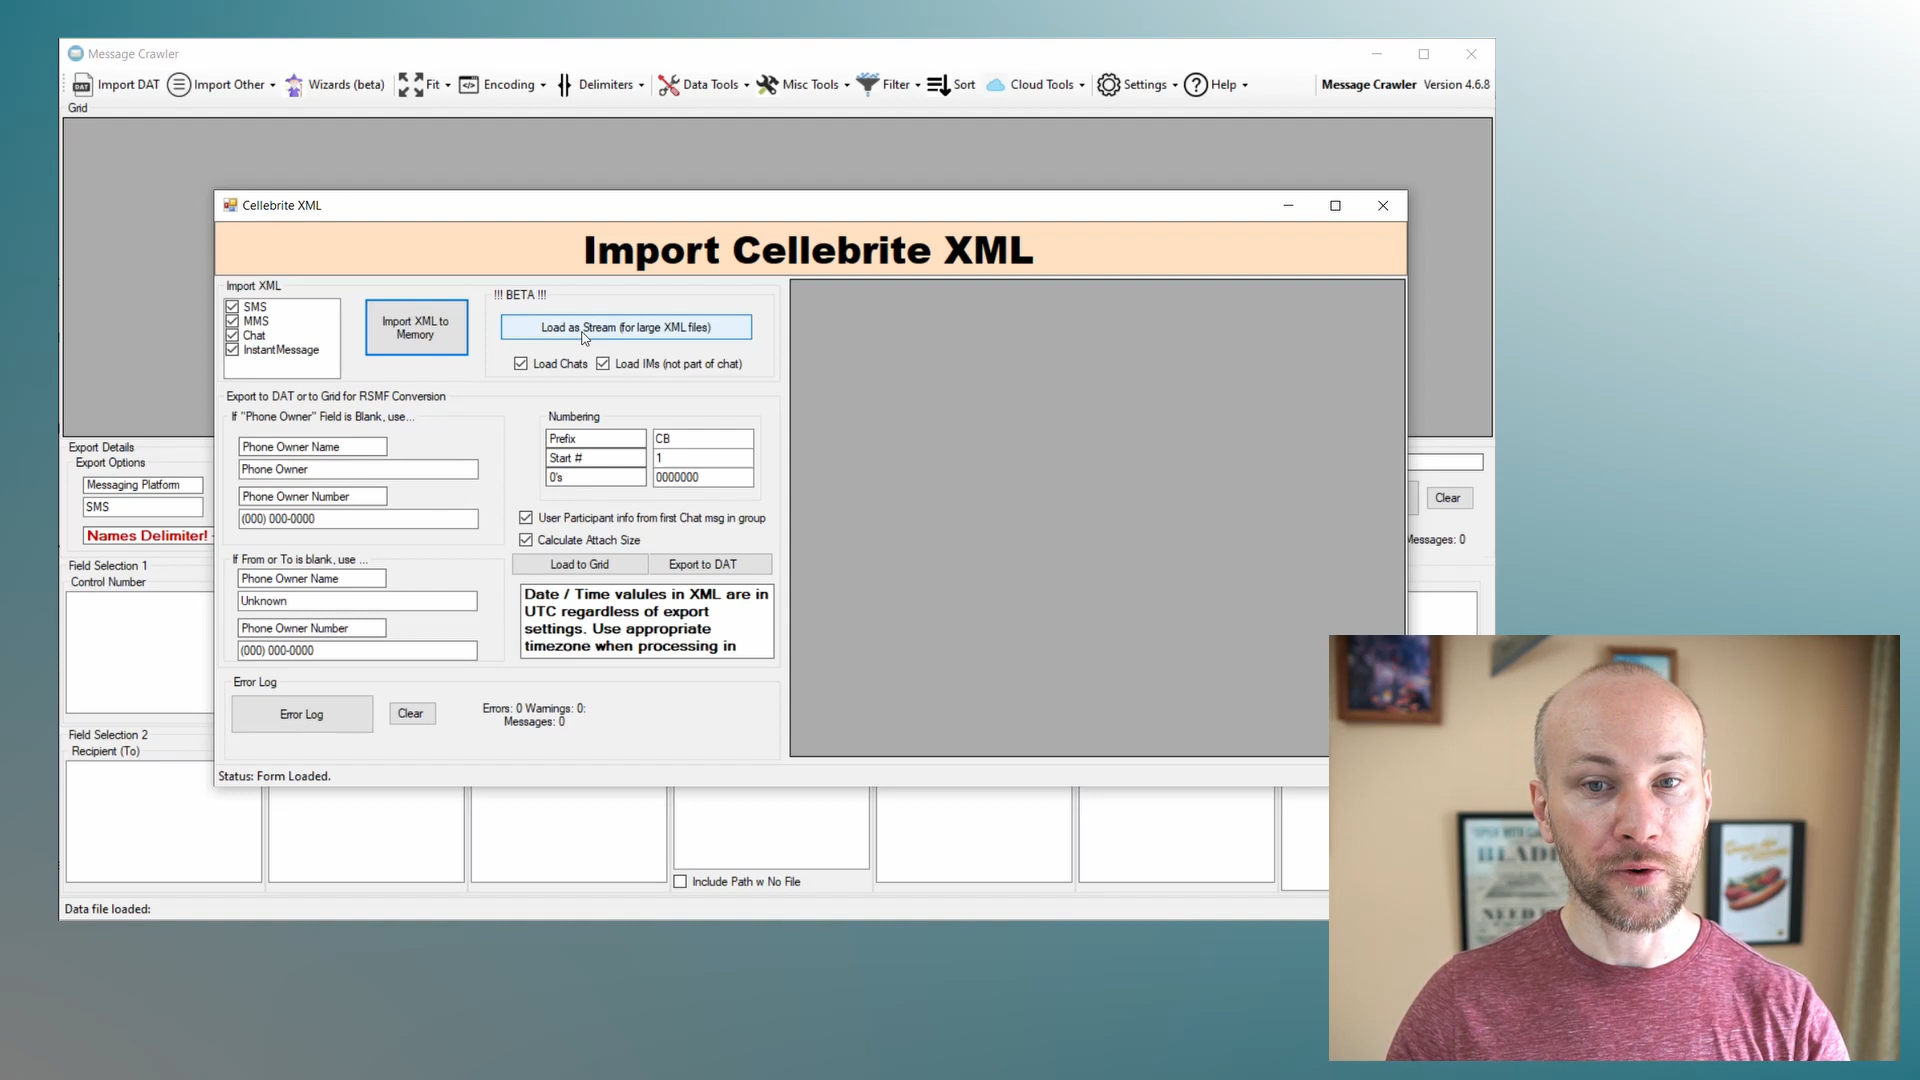 Message Crawler
Import DAT Import Other Wizards (beta) Fit Encoding Delimiters Data Tools Misc Tools Filter Sort Cloud Tools Settings Help Message Crawler Version 4.6.8
Grid
Cellebrite XML
Import Cellebrite XML
Import XML
SMS
MMS
Chat
InstantMessage
Import XML to
Memory
!!! BETA !!!
Load as Stream (for large XML files)
Load Chats Load IMs (not part of chat)
Export to DAT or to Grid for RSMF Conversion
If "Phone Owner" Field is Blank, use...
Phone Owner Name
Phone Owner
Phone Owner Number
(000) 000-0000
If From or To is blank, use ...
Phone Owner Name
Unknown
Phone Owner Number
(000) 000-0000
Numbering
Prefix CB
Start # 1
0's 0000000
User Participant info from first Chat msg in group
Calculate Attach Size
Load to Grid Export to DAT
Date / Time valules in XML are in
UTC regardless of export
settings. Use appropriate
timezone when processing in
Error Log
Error Log Clear Errors: 0 Warnings: 0:
Messages: 0
Status: Form Loaded.
Export Details
Export Options
Messaging Platform
SMS
Names Delimiter!
Field Selection 1
Control Number
Field Selection 2
Recipient (To)
Clear
Messages: 0
Include Path w No File
Data file loaded:
BLADE